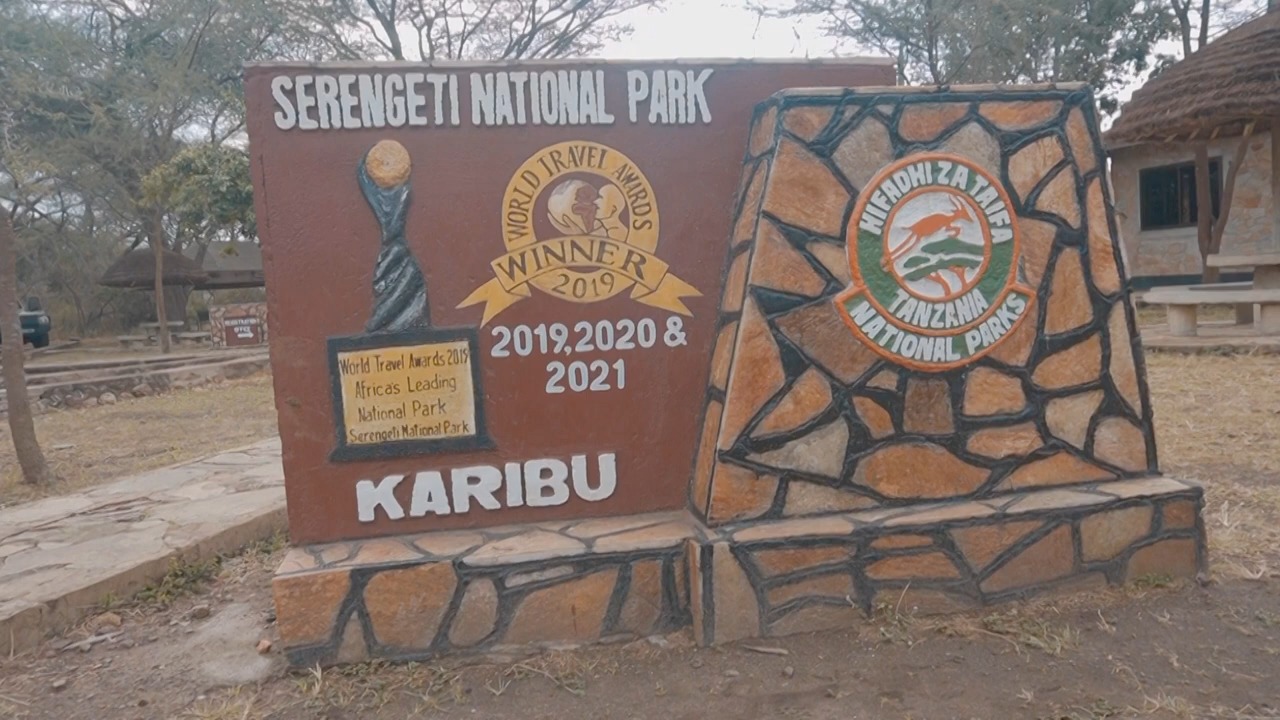 SERENGETI NATIONAL PARK
WORLD TRAVEL AWARDS
WINNER
2019
2019,2020 &
2021
World Travel Awards 2019
Africa's Leading
National Park
Serengeti National Park
KARIBU
HIFADHI ZA TAIFA
TANZANIA
NATIONAL PARKS